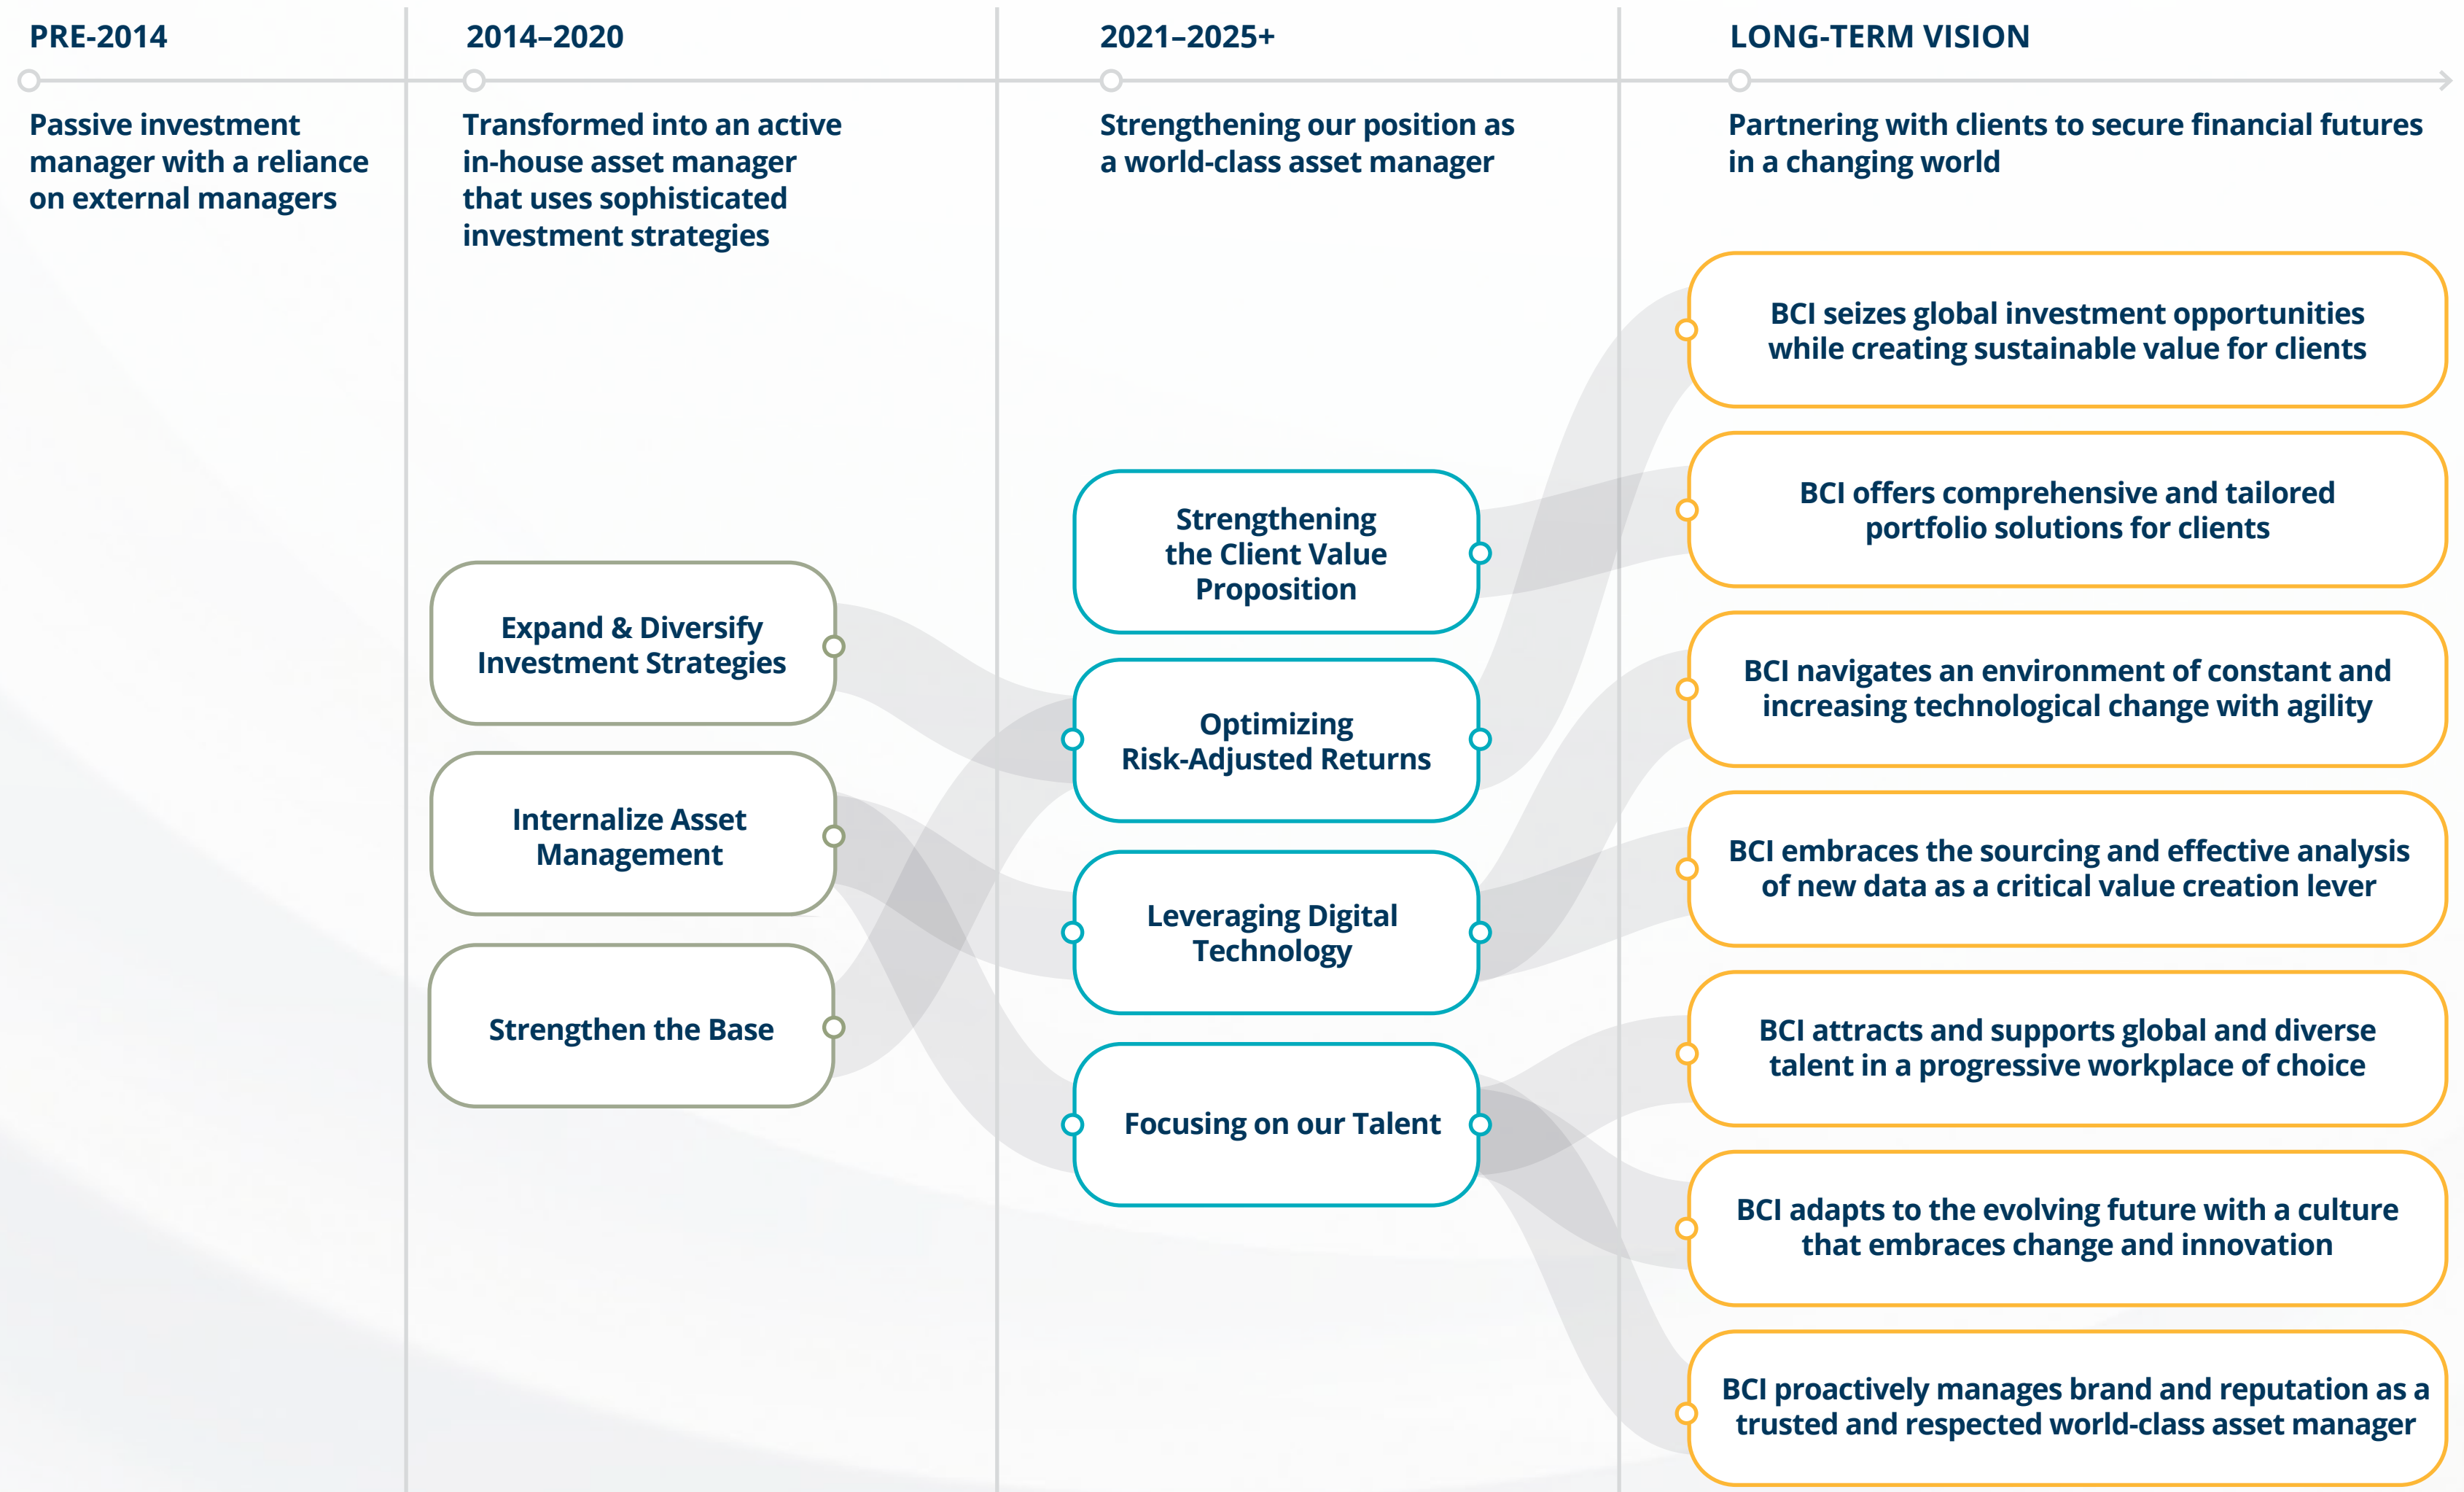 PRE-2014
Passive investment
manager with a reliance
on external managers
2014–2020
Transformed into an active
in-house asset manager
that uses sophisticated
investment strategies
Expand & Diversify
Investment Strategies
Internalize Asset
Management
Strengthen the Base
2021–2025+
Strengthening our position as
a world-class asset manager
Strengthening
the Client Value
Proposition
Optimizing
Risk-Adjusted Returns
Leveraging Digital
Technology
Focusing on our Talent
LONG-TERM VISION
Partnering with clients to secure financial futures
in a changing world
BCI seizes global investment opportunities
while creating sustainable value for clients
BCI offers comprehensive and tailored
portfolio solutions for clients
BCI navigates an environment of constant and
increasing technological change with agility
BCI embraces the sourcing and effective analysis
of new data as a critical value creation lever
BCI attracts and supports global and diverse
talent in a progressive workplace of choice
BCI adapts to the evolving future with a culture
that embraces change and innovation
BCI proactively manages brand and reputation as a
trusted and respected world-class asset manager